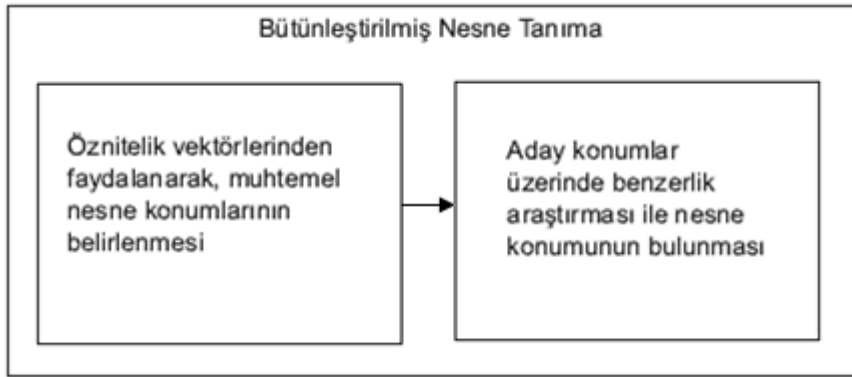 Bütünleştirilmiş Nesne Tanıma
Öznitelik vektörlerinden
faydalanarak, muhtemel
nesne konumlarının
belirlenmesi
Aday konumlar
üzerinde benzerlik
araştırması ile nesne
konumunun bulunması